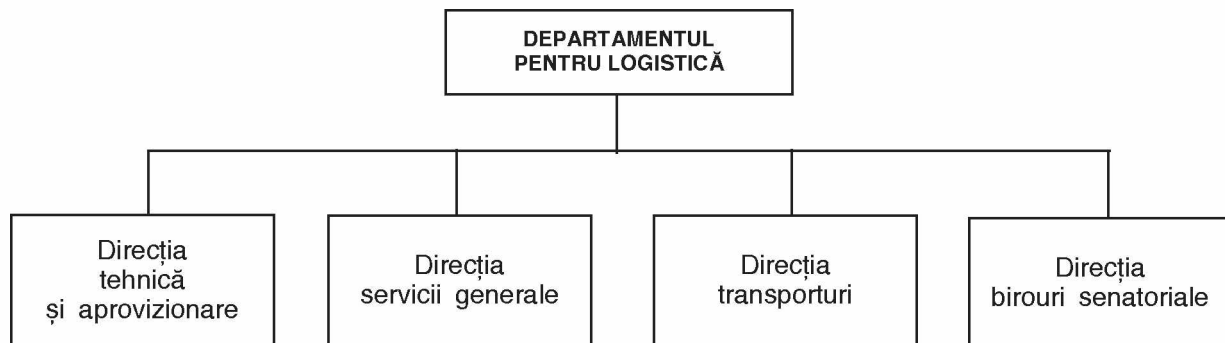 DEPARTAMENTUL
PENTRU LOGISTICĂ
Direcția
tehnică
și aprovizionare
Direcția
servicii generale
Direcția
transporturi
Direcția
birouri senatoriale